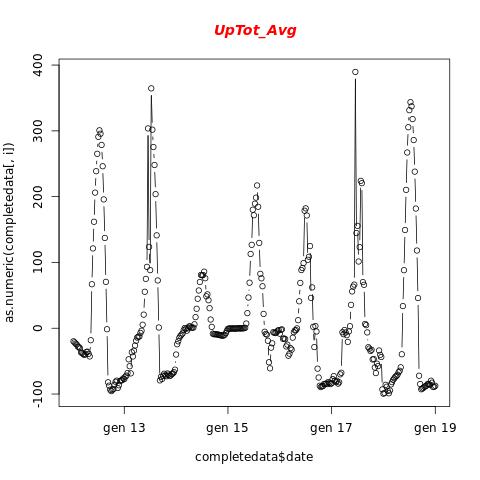 UpTot_Avg
as.numeric(completedata[, i])
400
300
200
100
0
-100
gen 13
gen 15
gen 17
gen 19
completedata$date